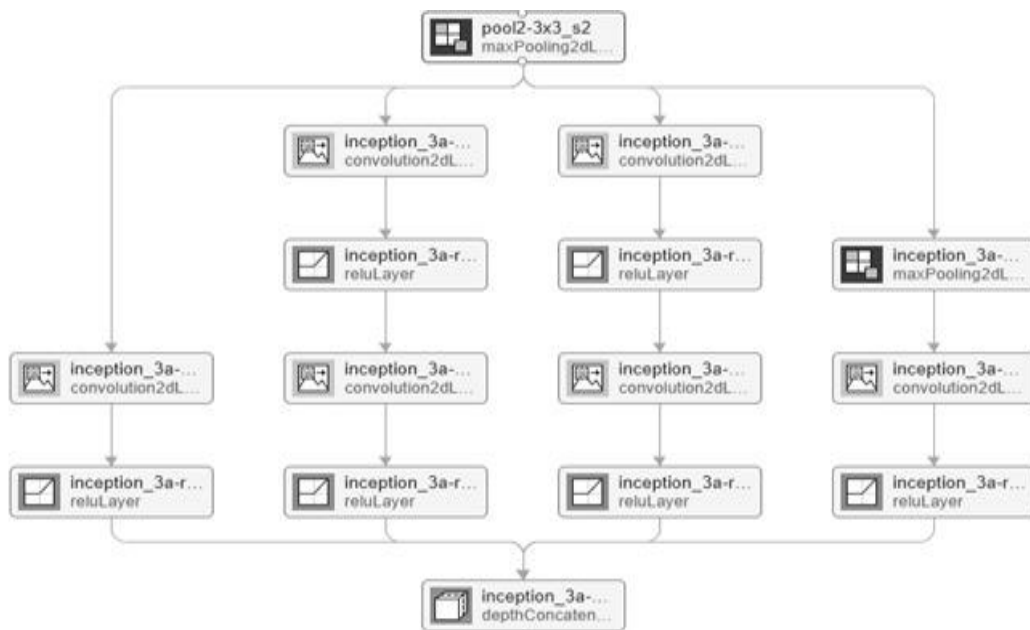 pool2-3x3_s2
maxPooling2dL...
inception_3a-...
convolution2dL...
inception_3a-...
convolution2dL...
inception_3a-r...
reluLayer
inception_3a-r...
reluLayer
inception_3a-...
maxPooling2dL...
inception_3a-...
convolution2dL...
inception_3a-...
convolution2dL...
inception_3a-...
convolution2dL...
inception_3a-...
convolution2dL...
inception_3a-r...
reluLayer
inception_3a-r...
reluLayer
inception_3a-r...
reluLayer
inception_3a-r...
reluLayer
inception_3a-...
depthConcaten...